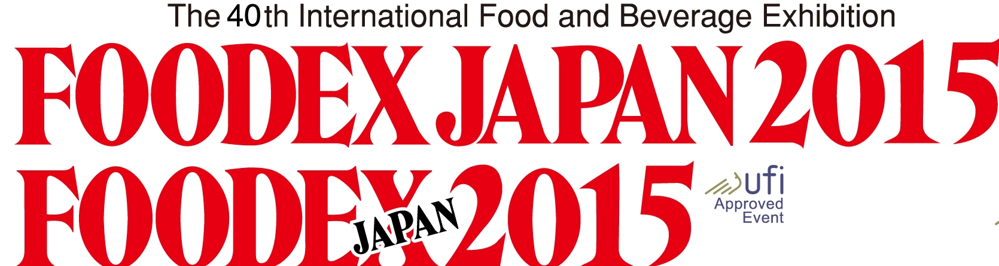 The 40th International Food and Beverage Exhibition
FOODEX JAPAN 2015
FOODEX JAPAN 2015
ufi
Approved
Event